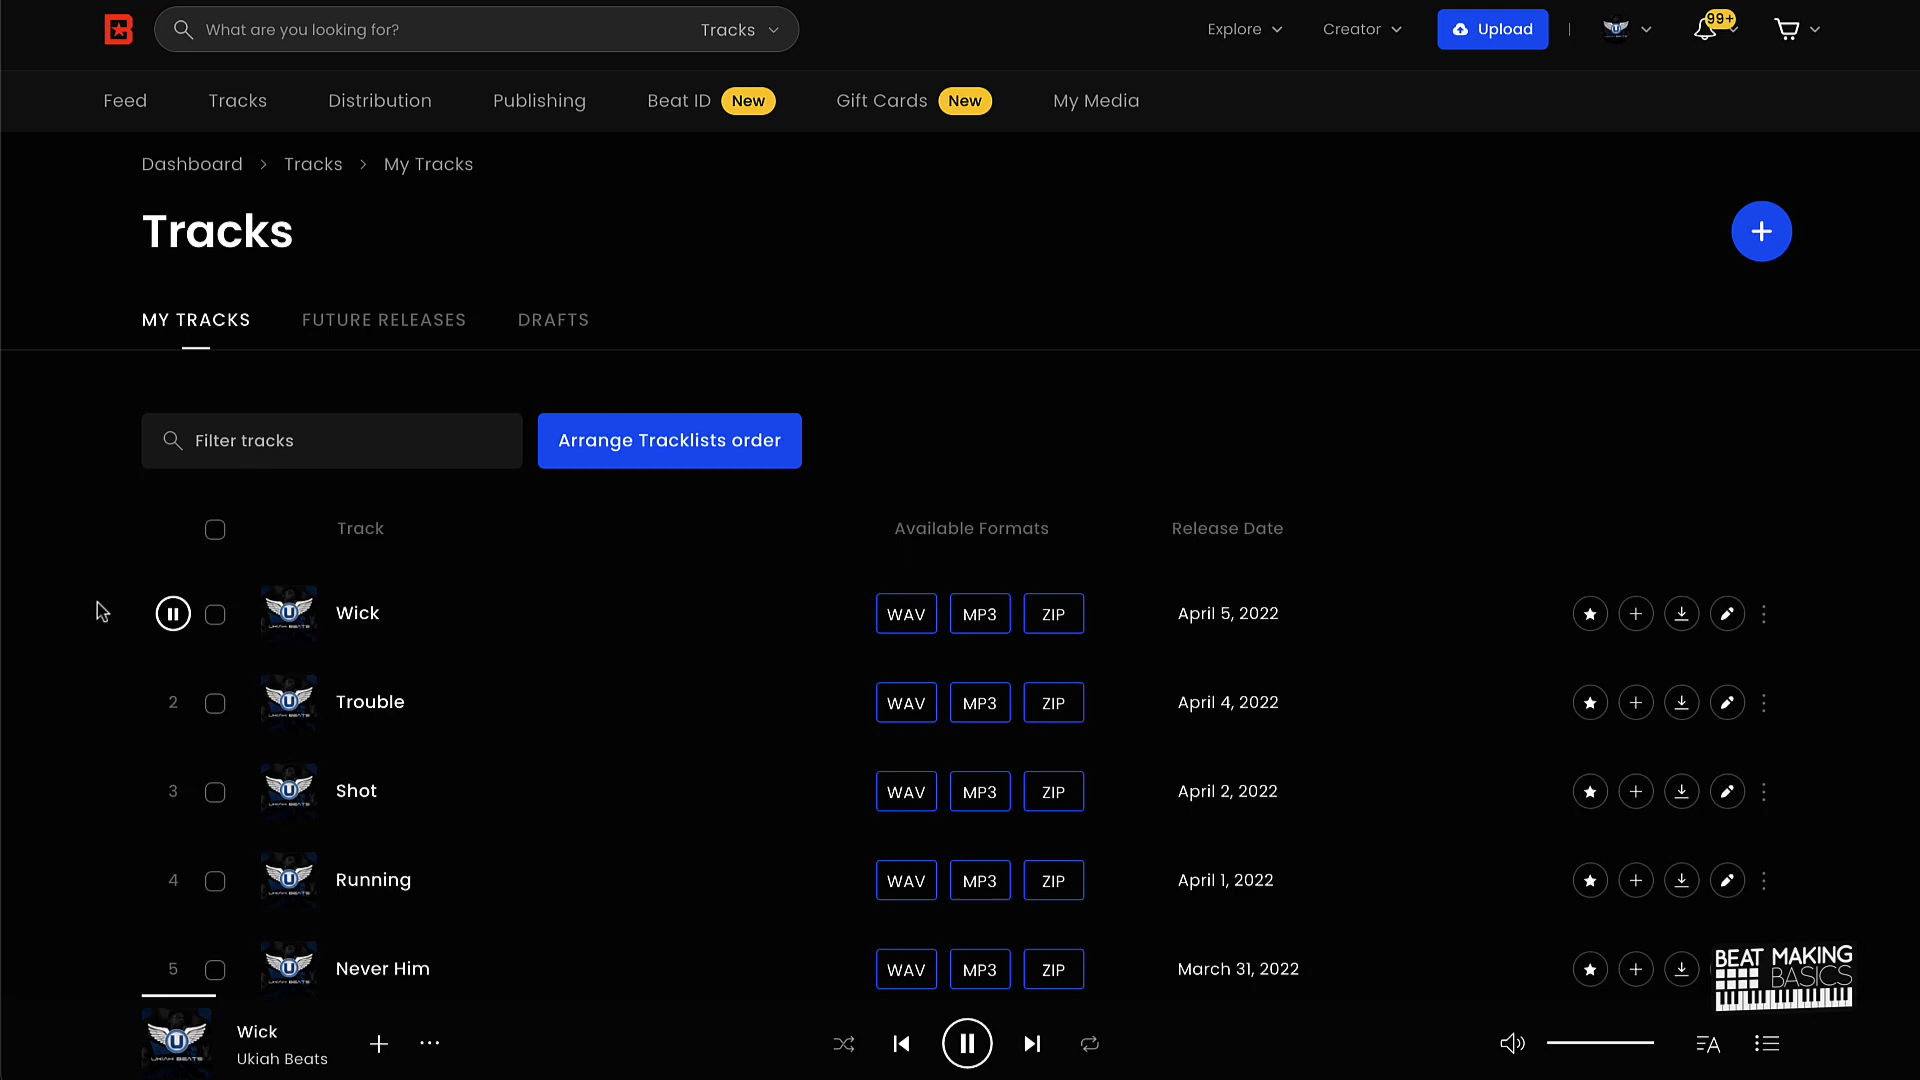 What are you looking for? Tracks Explore Creator Upload 99+
Feed Tracks Distribution Publishing Beat ID New Gift Cards New My Media
Dashboard > Tracks > My Tracks
Tracks
MY TRACKS FUTURE RELEASES DRAFTS
Filter tracks Arrange Tracklists order
Track Available Formats Release Date
Wick WAV MP3 ZIP April 5, 2022
2 Trouble WAV MP3 ZIP April 4, 2022
3 Shot WAV MP3 ZIP April 2, 2022
4 Running WAV MP3 ZIP April 1, 2022
5 Never Him WAV MP3 ZIP March 31, 2022
BEAT MAKING
BASICS
Wick
Ukiah Beats